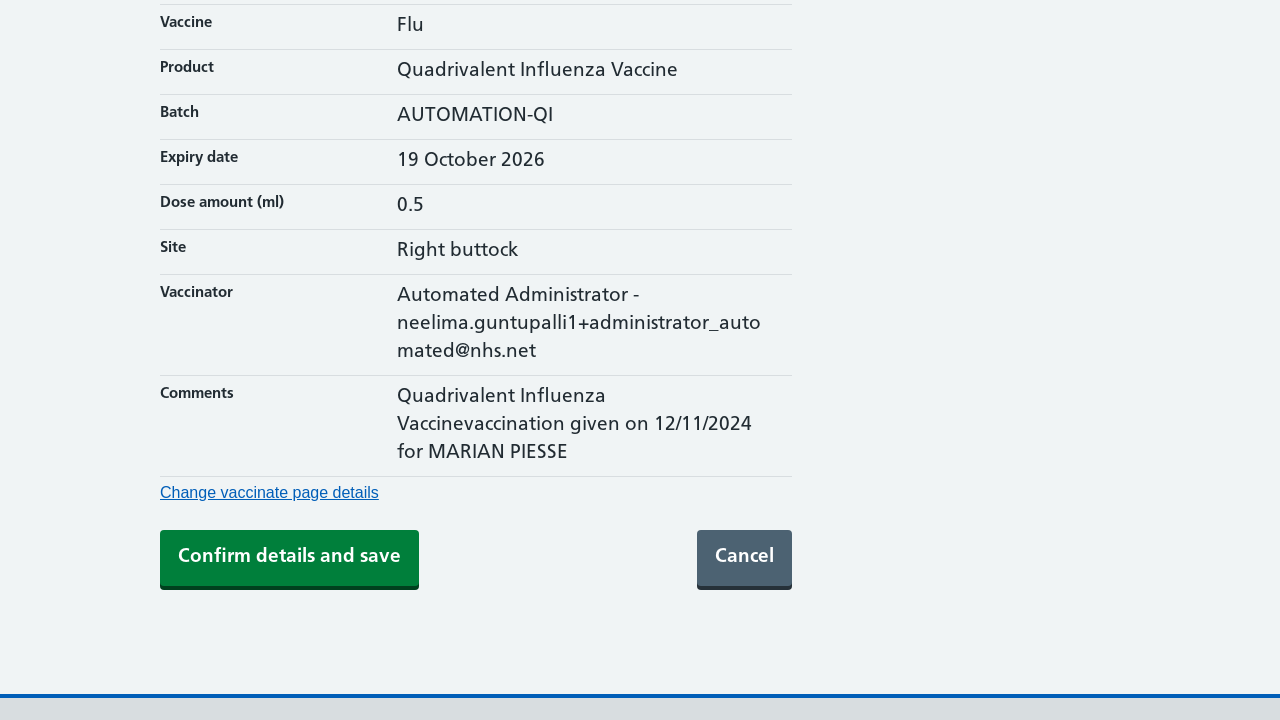 Vaccine
Flu
Product
Quadrivalent Influenza Vaccine
Batch
AUTOMATION-QI
Expiry date
19 October 2026
Dose amount (ml)
0.5
Site
Right buttock
Vaccinator
Automated Administrator -
neelima.guntupalli1+administrator_auto
mated@nhs.net
Comments
Quadrivalent Influenza
Vaccinevaccination given on 12/11/2024
for MARIAN PIESSE
Change vaccinate page details
Confirm details and save
Cancel